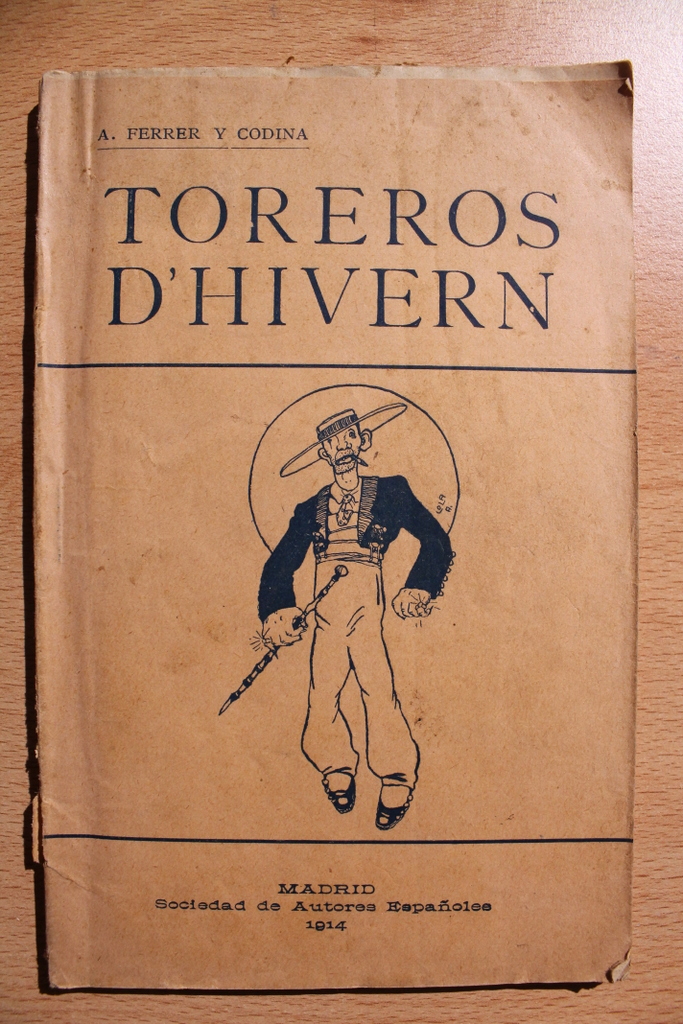 A. FERRER Y CODINA
TOREROS
D'HIVERN
MADRID
Sociedad de Autores Españoles
1914